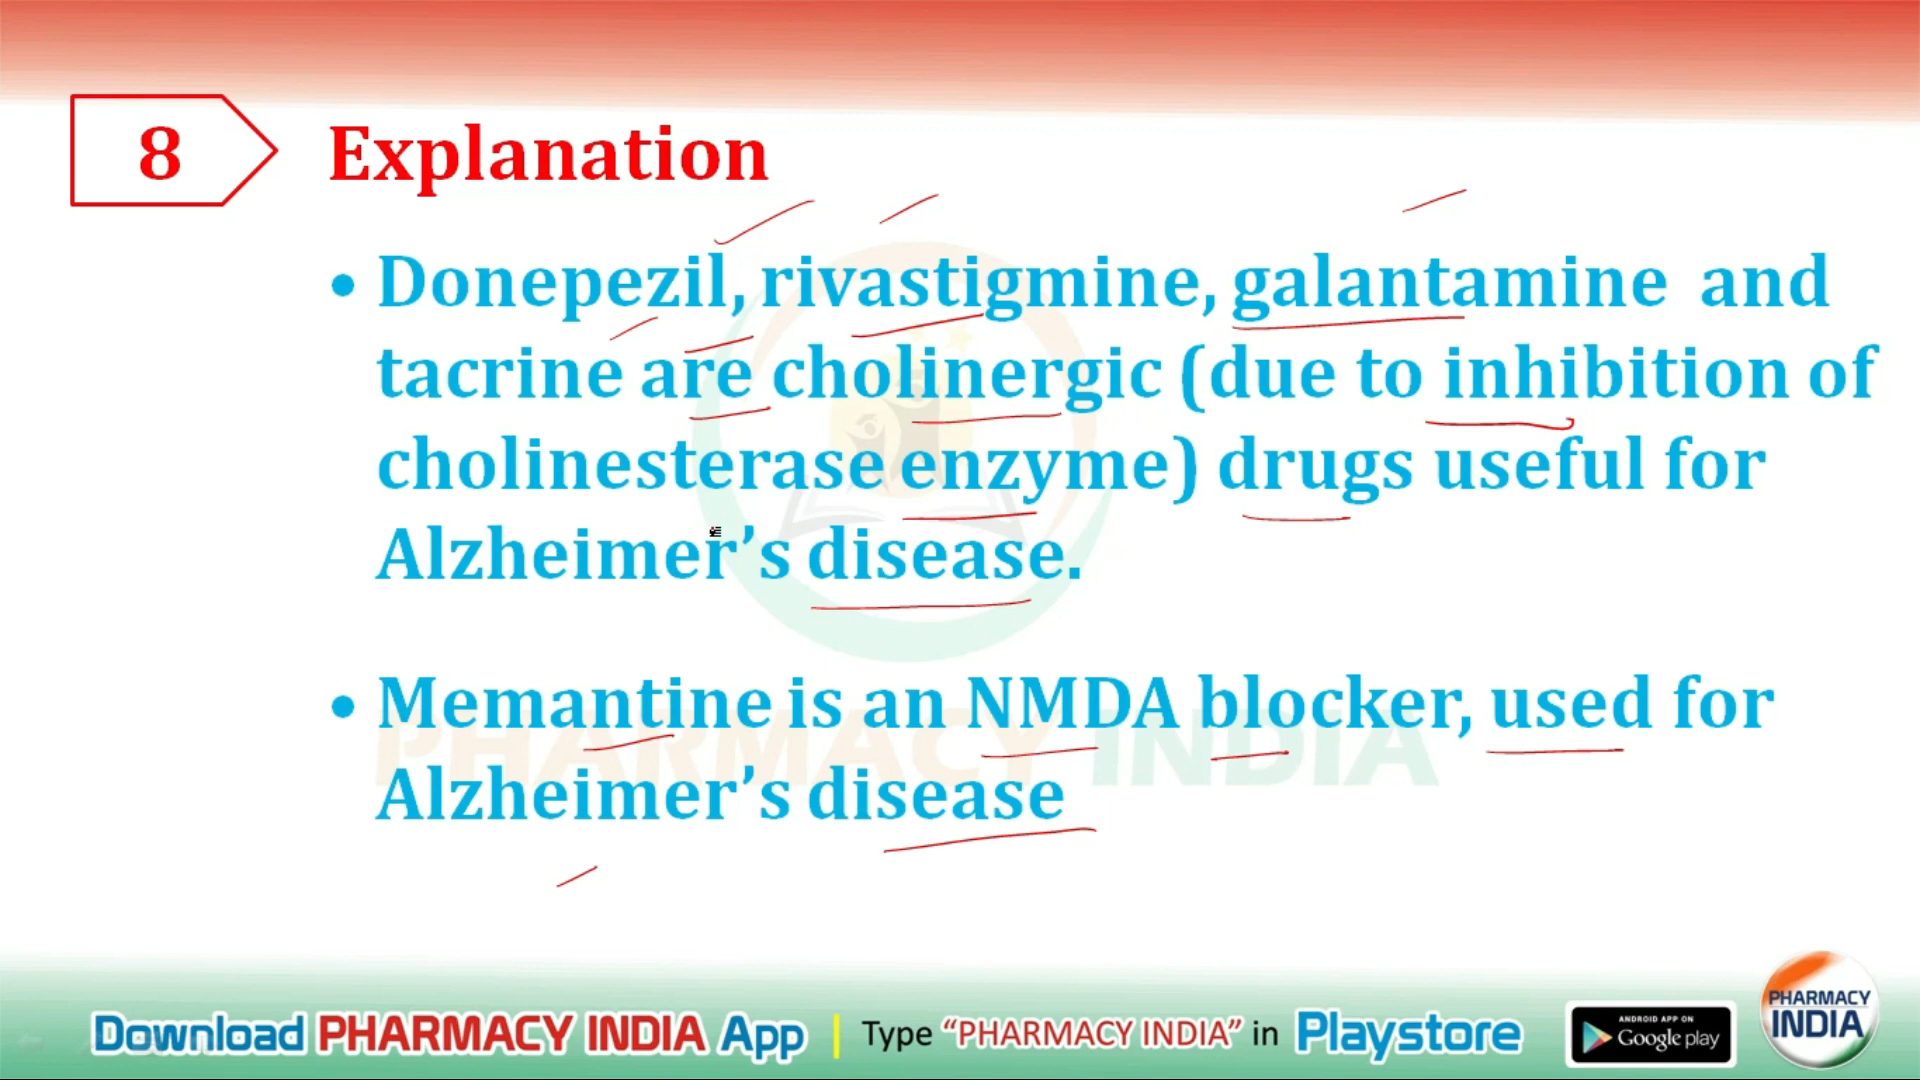 8
Explanation
• Donepezil, rivastigmine, galantamine and
tacrine are cholinergic (due to inhibition of
cholinesterase enzyme) drugs useful for
Alzheimer’s disease.
• Memantine is an NMDA blocker, used for
Alzheimer’s disease
PHARMACY INDIA
Download PHARMACY INDIA App | Type “PHARMACY INDIA” in Playstore
ANDROID APP ON
Google play
PHARMACY
INDIA